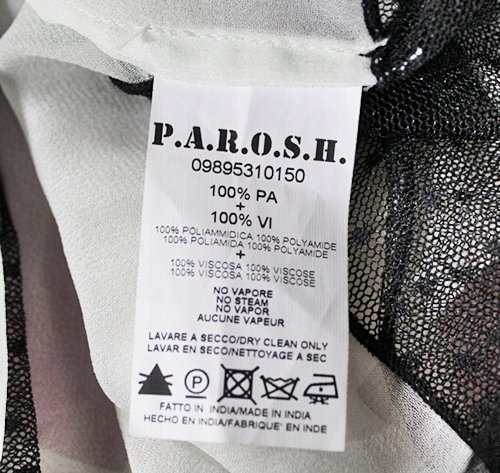 P.A.R.O.S.H.
09895310150
100% PA
+
100% VI
100% POLIAMMIDICA 100% POLYAMIDE
100% POLIAMIDA 100% POLYAMIDE
+
100% VISCOSA 100% VISCOSE
100% VISCOSA 100% VISCOSE
NO VAPORE
NO STEAM
NO VAPOR
AUCUNE VAPEUR
LAVARE A SECCO/DRY CLEAN ONLY
LAVAR EN SECO/NETTOYAGE A SEC
P
FATTO IN INDIA/MADE IN INDIA
HECHO EN INDIA/FABRIQUE' EN INDE